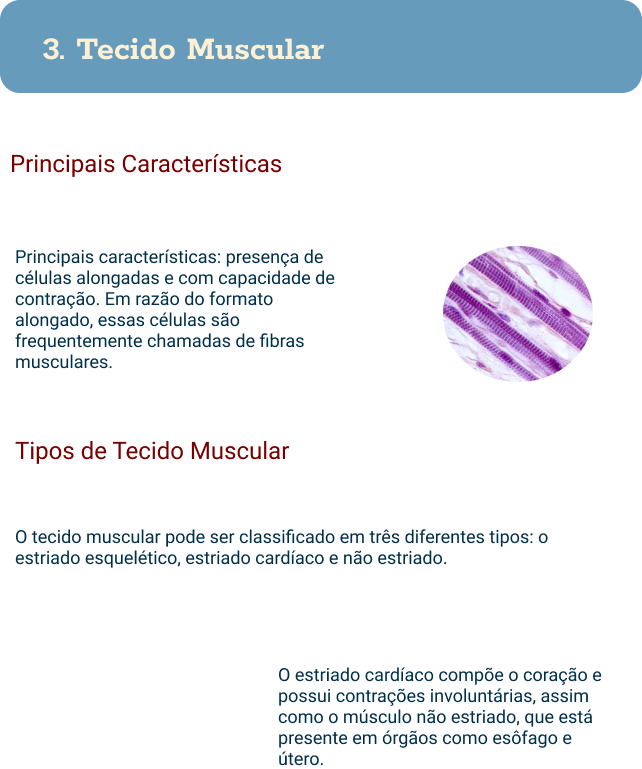 3. Tecido Muscular
Principais Características
Principais características: presença de
células alongadas e com capacidade de
contração. Em razão do formato
alongado, essas células são
frequentemente chamadas de fibras
musculares.
Tipos de Tecido Muscular
O tecido muscular pode ser classificado em três diferentes tipos: o
estriado esquelético, estriado cardíaco e não estriado.
O estriado cardíaco compõe o coração e
possui contrações involuntárias, assim
como o músculo não estriado, que está
presente em órgãos como esôfago e
útero.